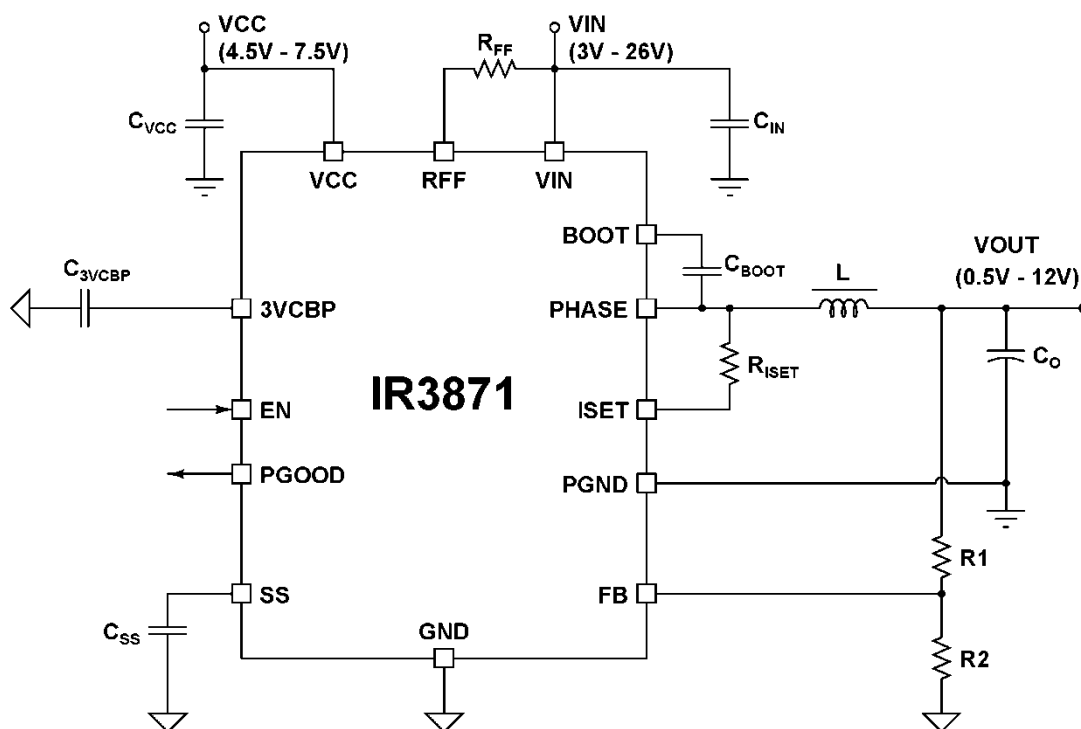 VCC
(4.5V - 7.5V)
RFF
VIN
(3V - 26V)
CVCC
CIN
VCC
RFF
VIN
BOOT
CBOOT
L
VOUT
(0.5V - 12V)
C3VCBP
3VCBP
PHASE
RISET
CO
IR3871
EN
ISET
PGOOD
PGND
R1
SS
FB
CSS
GND
R2